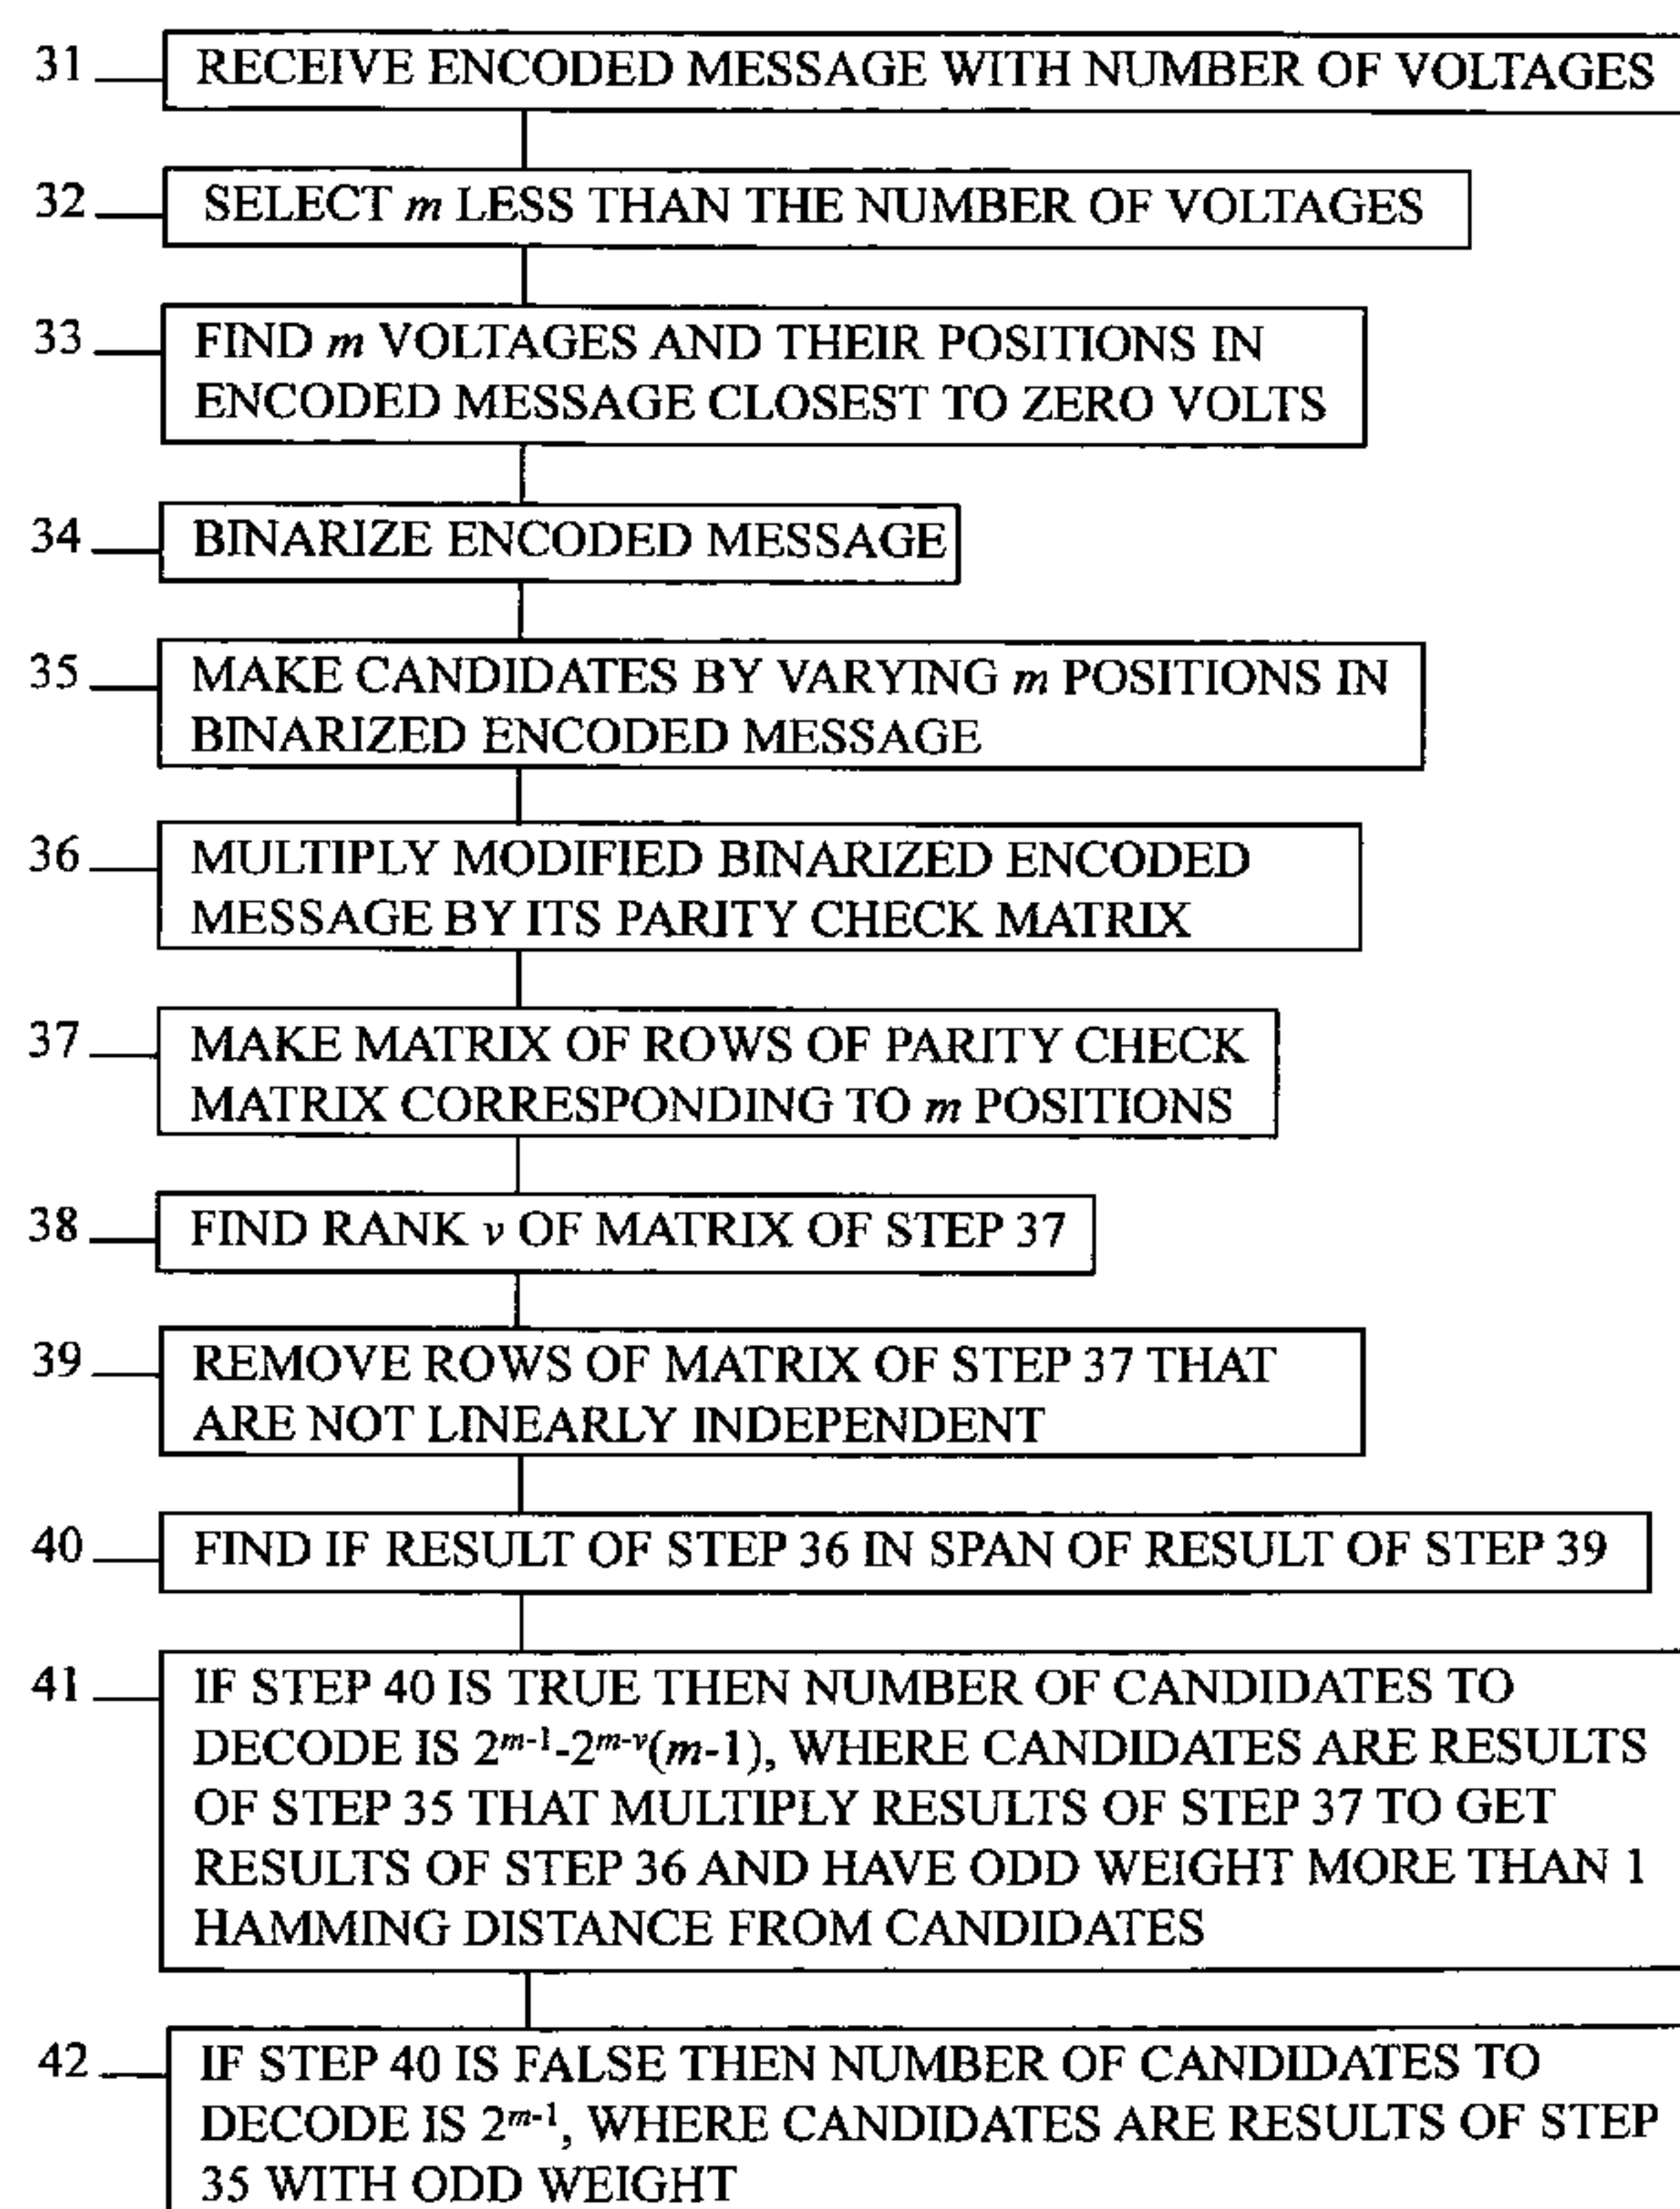 31 RECEIVE ENCODED MESSAGE WITH NUMBER OF VOLTAGES
32 SELECT m LESS THAN THE NUMBER OF VOLTAGES
33 FIND m VOLTAGES AND THEIR POSITIONS IN
ENCODED MESSAGE CLOSEST TO ZERO VOLTS
34 BINARIZE ENCODED MESSAGE
35 MAKE CANDIDATES BY VARYING m POSITIONS IN
BINARIZED ENCODED MESSAGE
36 MULTIPLY MODIFIED BINARIZED ENCODED
MESSAGE BY ITS PARITY CHECK MATRIX
37 MAKE MATRIX OF ROWS OF PARITY CHECK
MATRIX CORRESPONDING TO m POSITIONS
38 FIND RANK v OF MATRIX OF STEP 37
39 REMOVE ROWS OF MATRIX OF STEP 37 THAT
ARE NOT LINEARLY INDEPENDENT
40 FIND IF RESULT OF STEP 36 IN SPAN OF RESULT OF STEP 39
41 IF STEP 40 IS TRUE THEN NUMBER OF CANDIDATES TO
DECODE IS 2^{m-1}-2^{m-v}(m-1), WHERE CANDIDATES ARE RESULTS
OF STEP 35 THAT MULTIPLY RESULTS OF STEP 37 TO GET
RESULTS OF STEP 36 AND HAVE ODD WEIGHT MORE THAN 1
HAMMING DISTANCE FROM CANDIDATES
42 IF STEP 40 IS FALSE THEN NUMBER OF CANDIDATES TO
DECODE IS 2^{m-1}, WHERE CANDIDATES ARE RESULTS OF STEP
35 WITH ODD WEIGHT